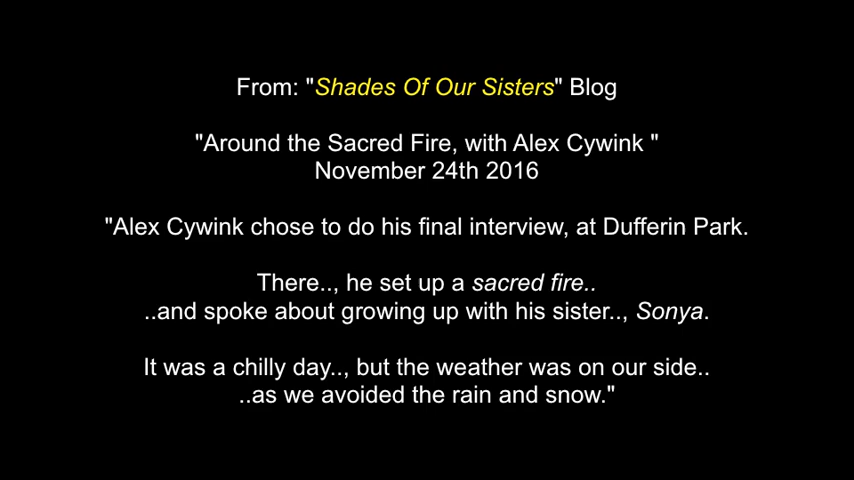 From: "Shades Of Our Sisters" Blog
"Around the Sacred Fire, with Alex Cywink "
November 24th 2016
"Alex Cywink chose to do his final interview, at Dufferin Park.
There.., he set up a sacred fire..
..and spoke about growing up with his sister.., Sonya.
It was a chilly day.., but the weather was on our side..
..as we avoided the rain and snow."